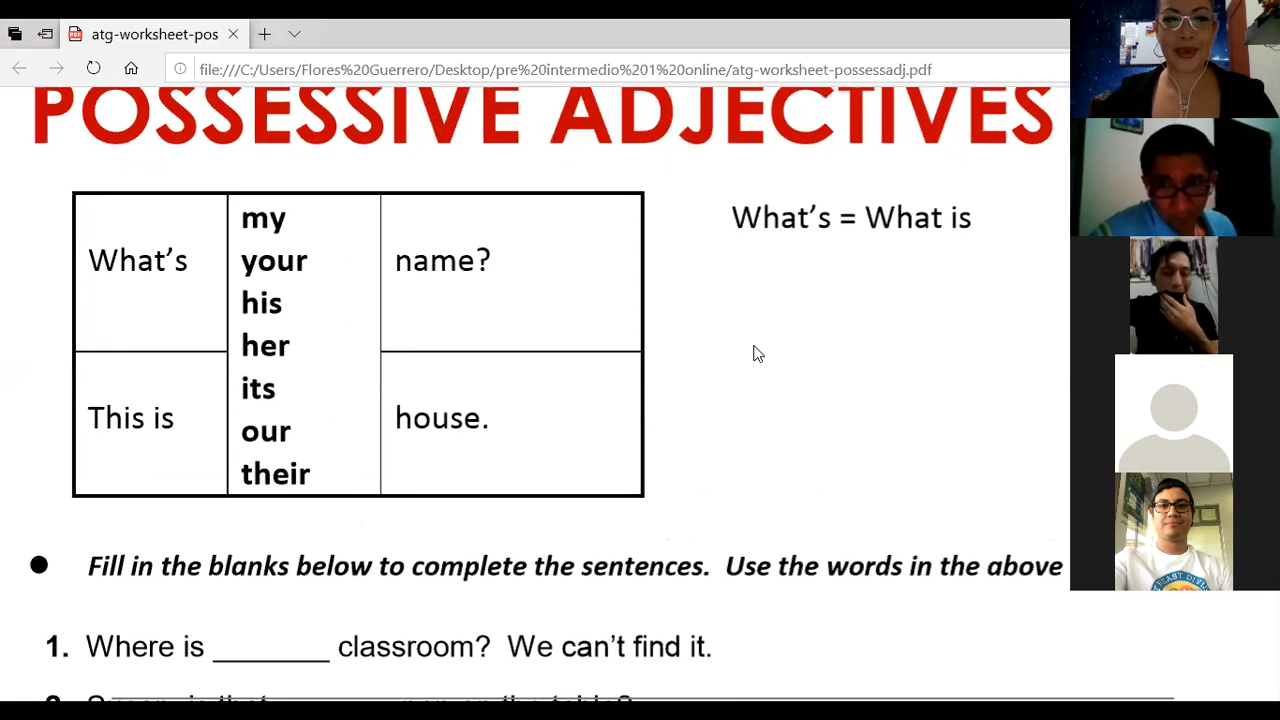 atg-worksheet-pos
file:///C:/Users/Flores%20Guerrero/Desktop/pre%20intermedio%201%20online/atg-worksheet-possessadj.pdf
POSSESSIVE ADJECTIVES
What's = What is
What's
my
your
his
her
its
our
their
name?
This is
house.
Fill in the blanks below to complete the sentences. Use the words in the above
1. Where is _______ classroom? We can't find it.